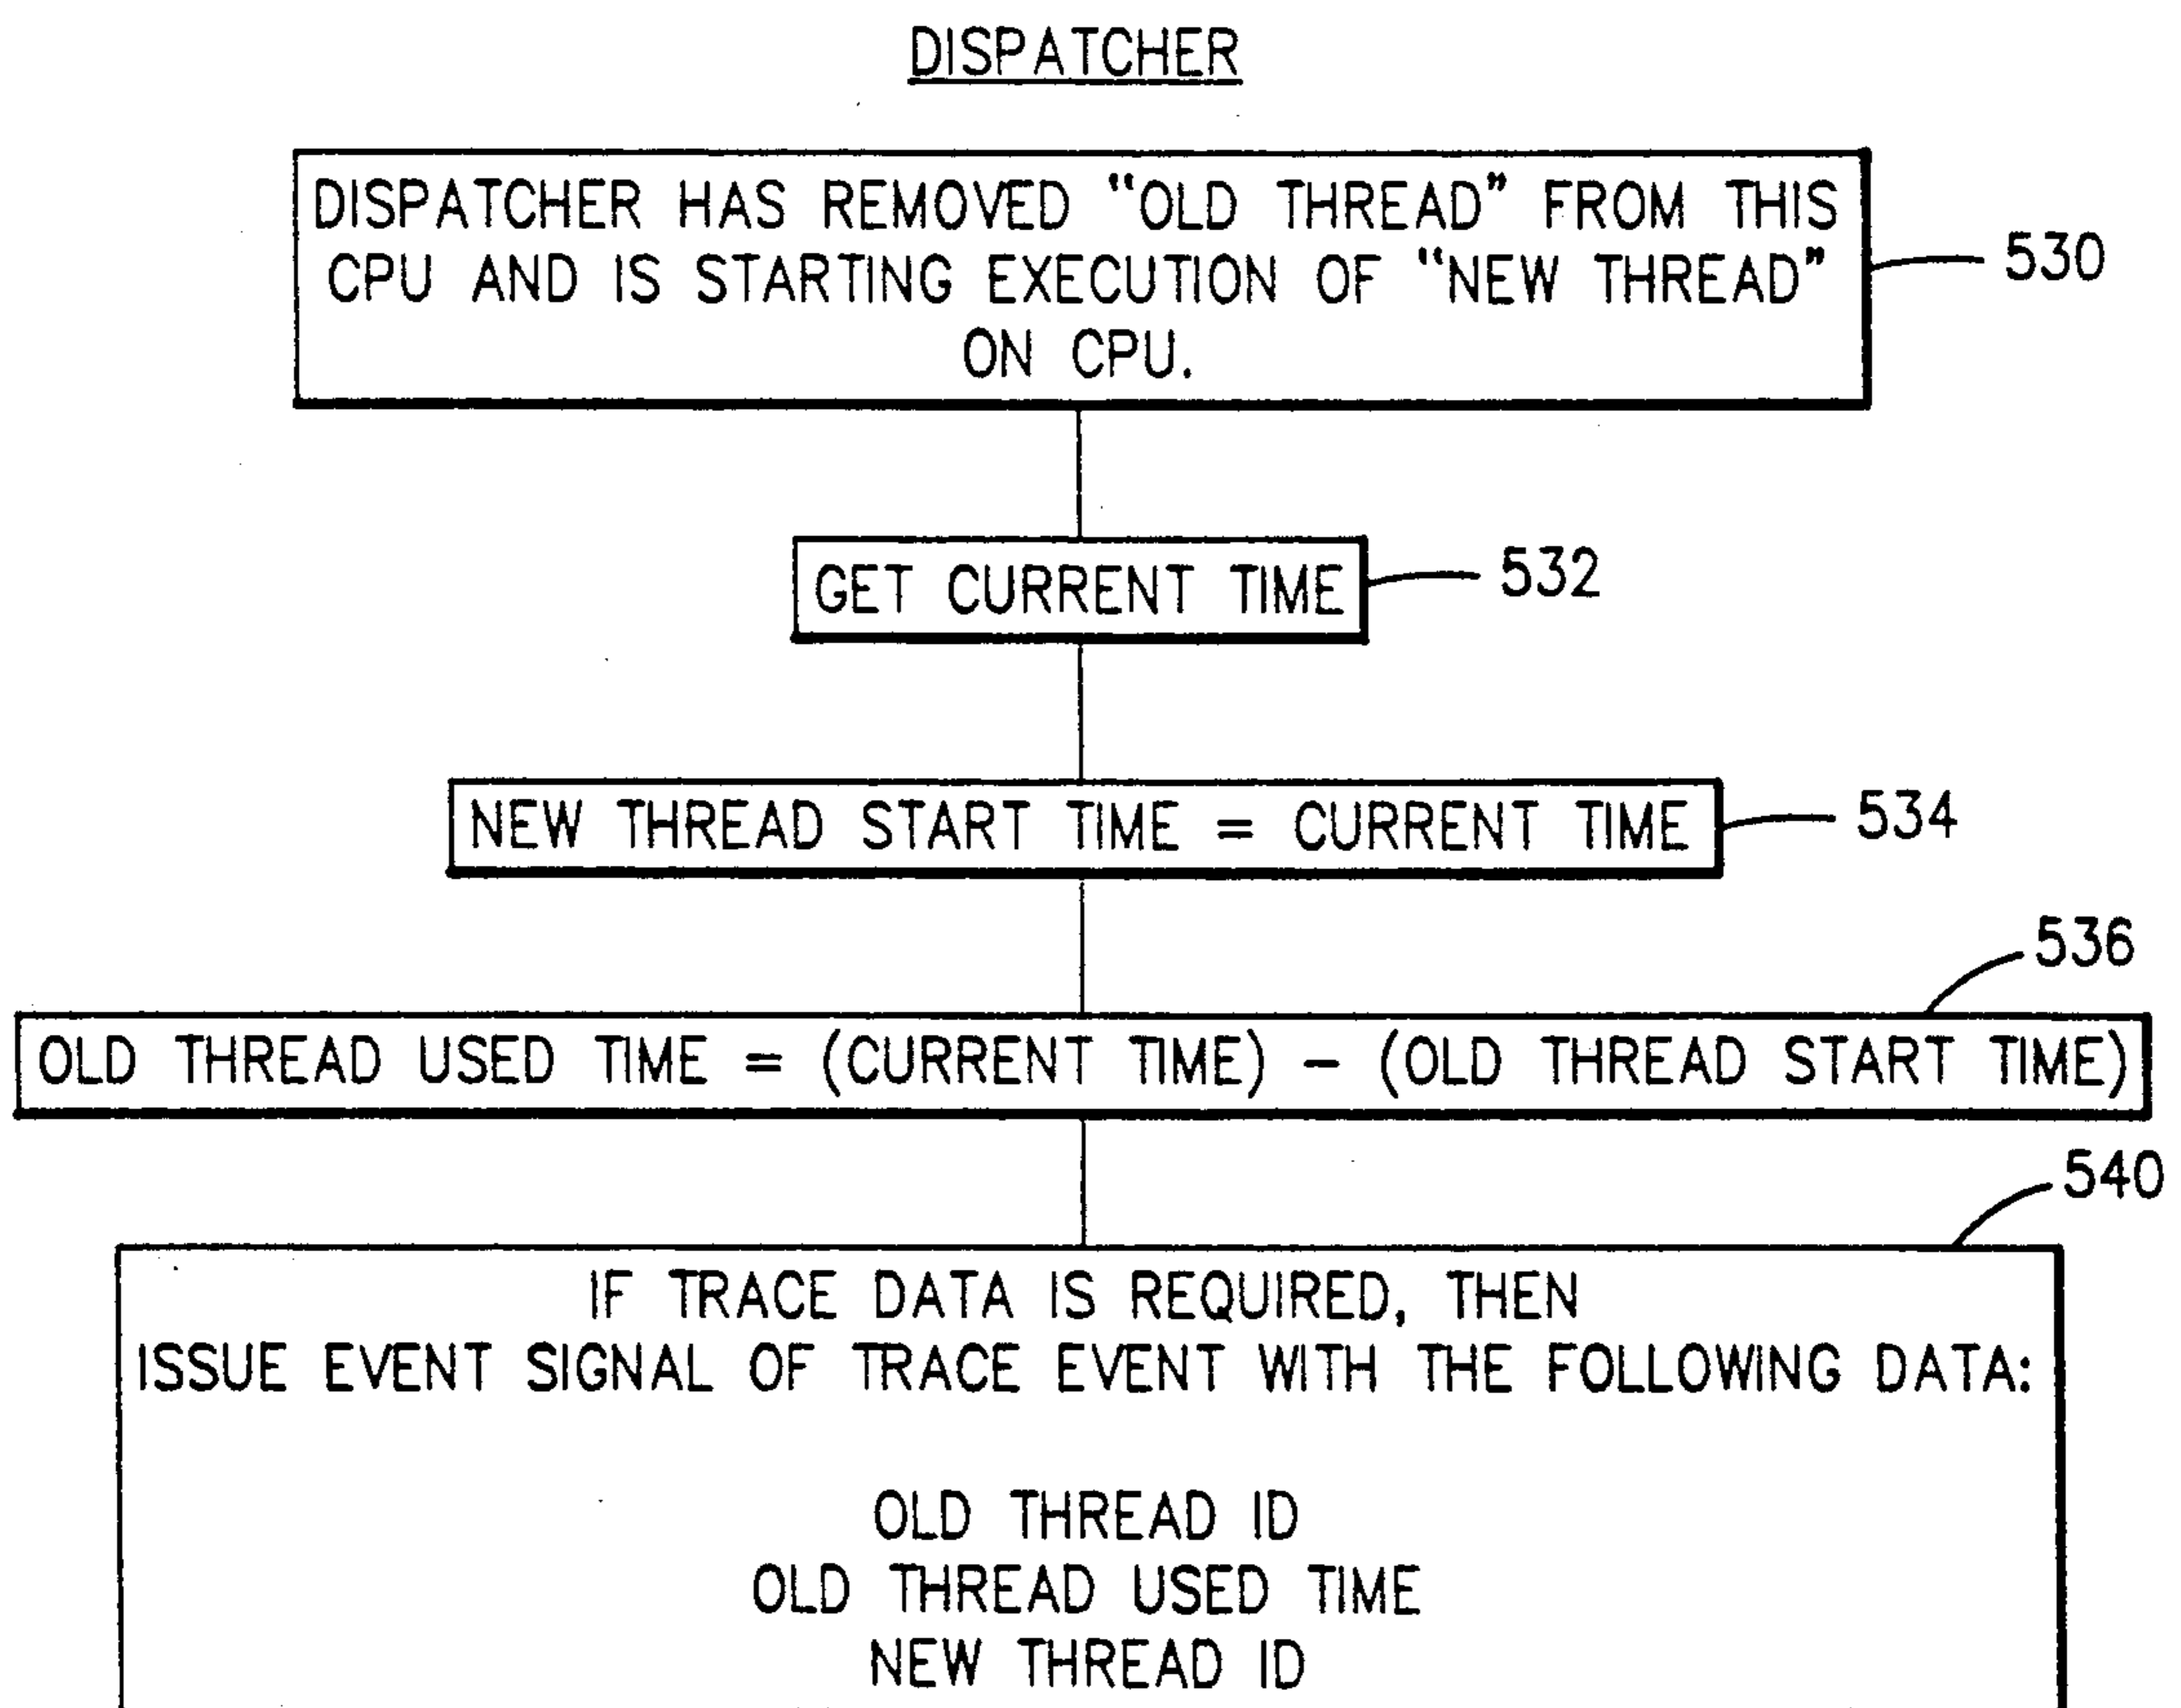 DISPATCHER
DISPATCHER HAS REMOVED "OLD THREAD" FROM THIS
CPU AND IS STARTING EXECUTION OF "NEW THREAD"
ON CPU.
530
GET CURRENT TIME
532
NEW THREAD START TIME = CURRENT TIME
534
536
OLD THREAD USED TIME = (CURRENT TIME) - (OLD THREAD START TIME)
540
IF TRACE DATA IS REQUIRED, THEN
ISSUE EVENT SIGNAL OF TRACE EVENT WITH THE FOLLOWING DATA:
OLD THREAD ID
OLD THREAD USED TIME
NEW THREAD ID